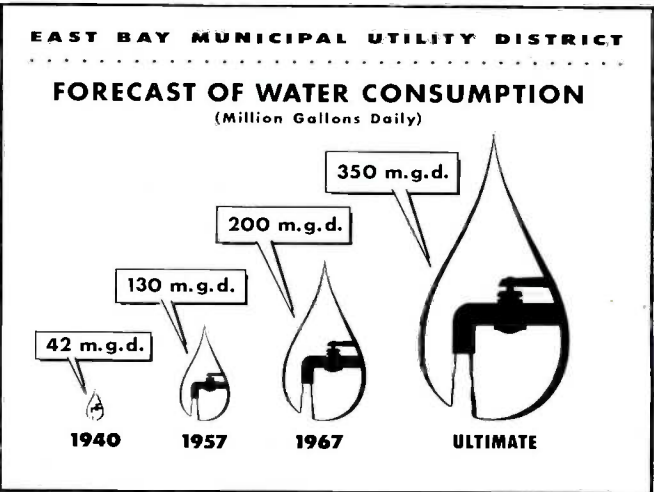 EAST BAY MUNICIPAL UTILITY DISTRICT
FORECAST OF WATER CONSUMPTION
(Million Gallons Daily)
350 m.g.d.
200 m.g.d.
130 m.g.d.
42 m.g.d.
1940 1957 1967 ULTIMATE